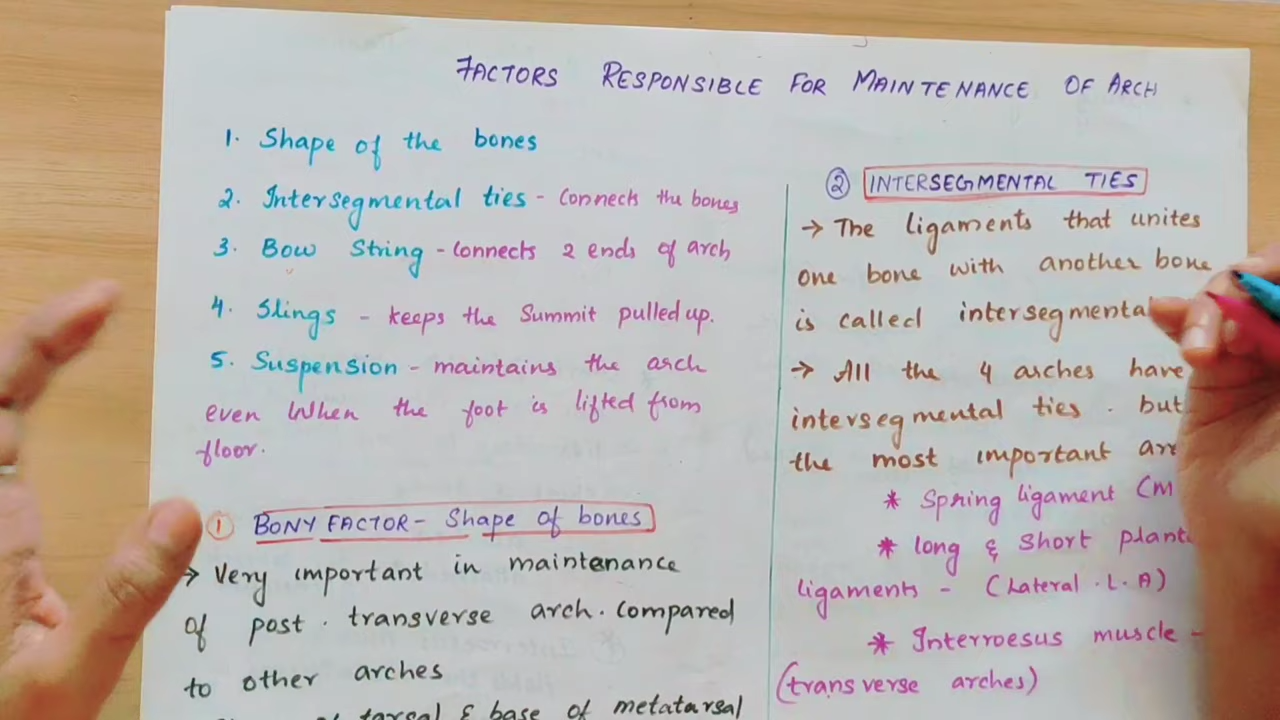 FACTORS RESPONSIBLE FOR MAINTENANCE OF ARCH
1. Shape of the bones
2. Intersegmental ties - Connects the bones
3. Bow String - Connects 2 ends of arch
4. Slings - keeps the Summit pulled up.
5. Suspension - maintains the arch
even When the foot is lifted from
floor.
① BONY FACTOR - Shape of bones
→ Very important in maintenance
of post. transverse arch. compared
to other arches
tarsal & base of metatarsal
② INTERSEGMENTAL TIES
→ The ligaments that unites
one bone with another bone
is called intersegmental
→ All the 4 arches have
intersegmental ties. but
the most important are
* Spring ligament (M
* long & Short plant
ligaments - (Lateral. L. A)
* Interroesus muscle -
(transverse arches)